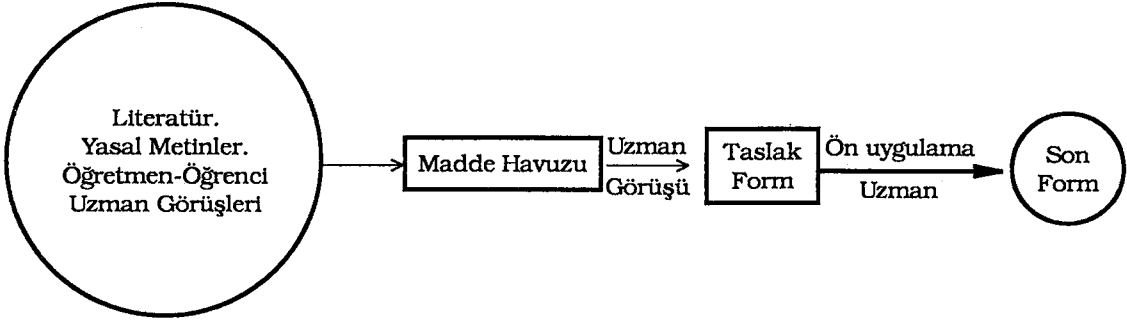 Literatür.
Yasal Metinler.
Öğretmen-Öğrenci
Uzman Görüşleri
Madde Havuzu
Uzman
Görüşü
Taslak
Form
Ön uygulama
Uzman
Son
Form